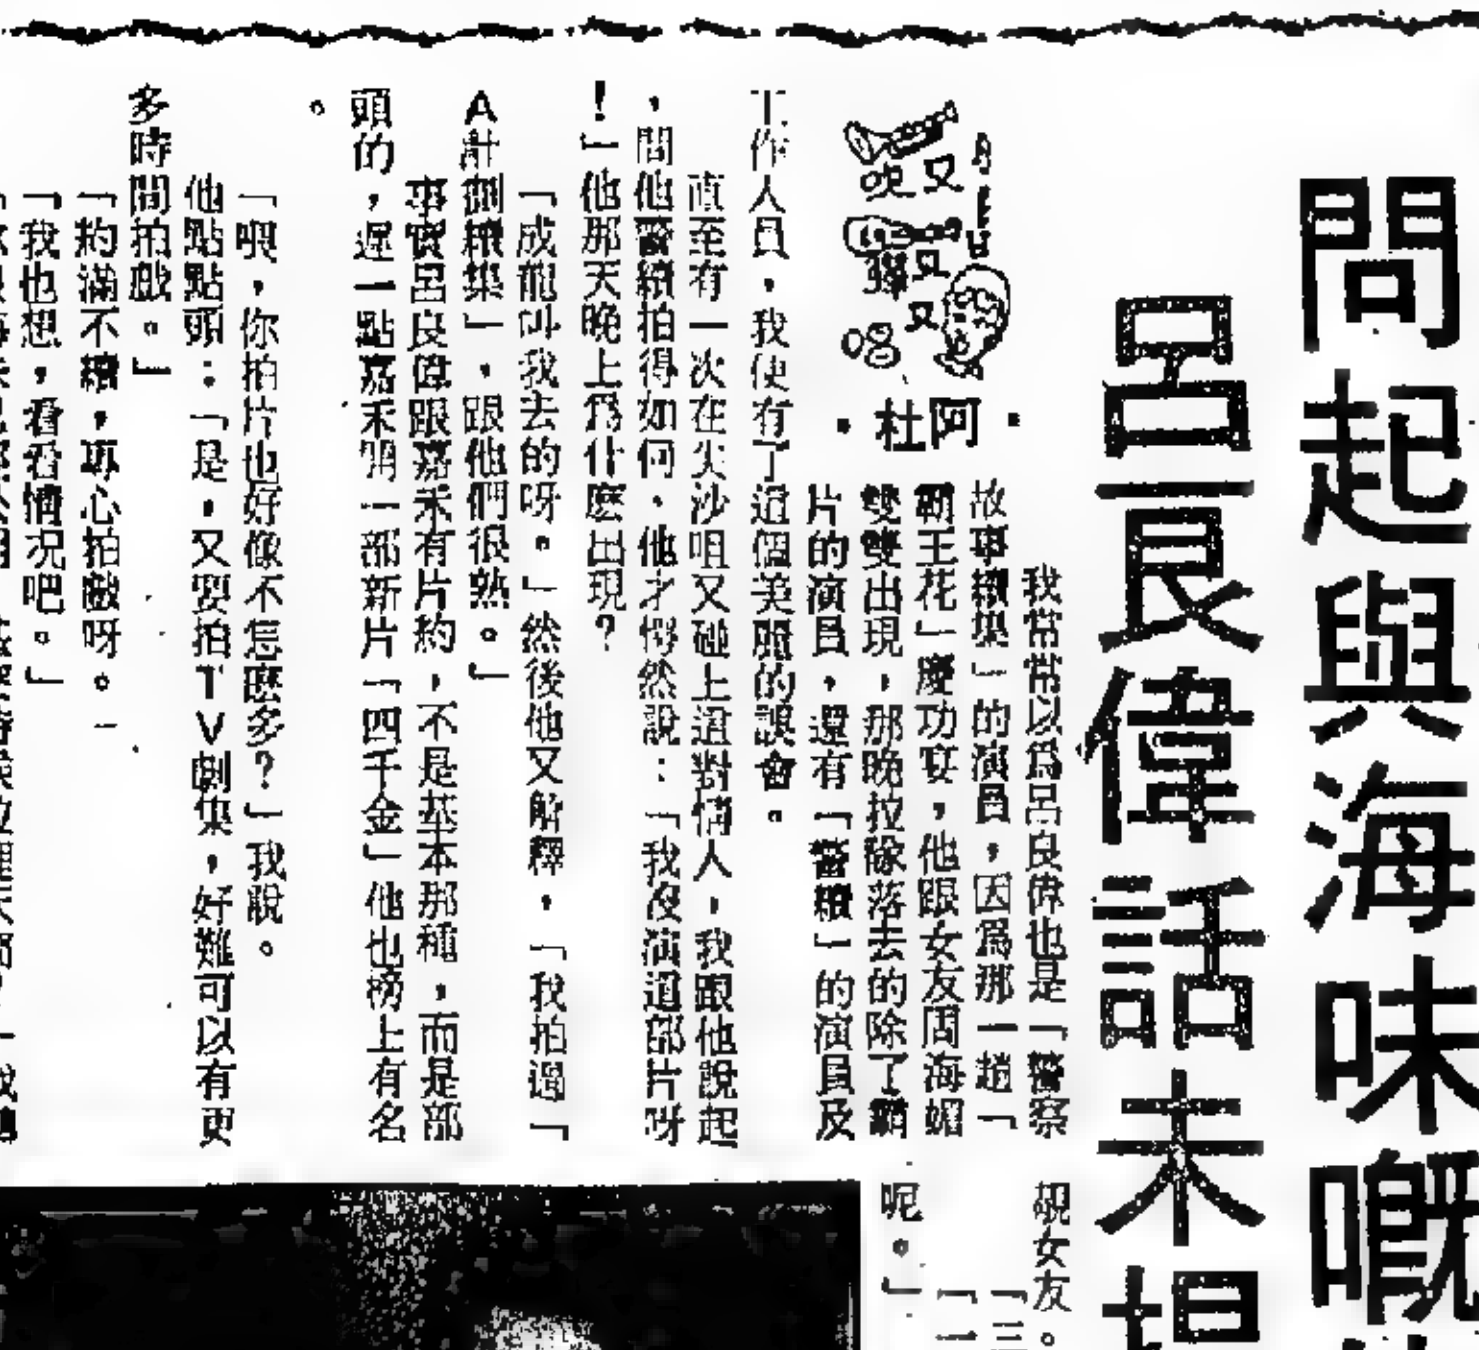 問起與海味嘅
呂良偉話未
又吹
又彈
又唱
·阿杜·
我常常以爲呂良偉也是「警察
故事續集」的演員，因爲那一趟「
霸王花」慶功宴，他跟女友周海媚
雙雙出現，那晚拉隊落去的除了霸
片的演員，還有「警續」的演員及
工作人員，我便有了這個美麗的誤會。
直至有一次在尖沙咀又碰上這對情人，我跟他說起
，問他警續拍得如何，他才愕然說：「我沒演這部片呀
！」他那天晚上爲什麽出現？
「成龍叫我去的呀。」然後他又解釋，「我拍過「
A計劃續集」，跟他們很熟。」
事實呂良偉跟嘉禾有片約，不是基本那種，而是部
頭的，遲一點嘉禾開一部新片「四千金」他也榜上有名
。
「喂，你拍片也好像不怎麽多？」我說。
他點點頭：「是，又要拍TV劇集，好難可以有更
多時間拍戲。」
「約滿不續，專心拍戲呀。
「我也想，看看情況吧。」
女友。
呢。」
「三
「一